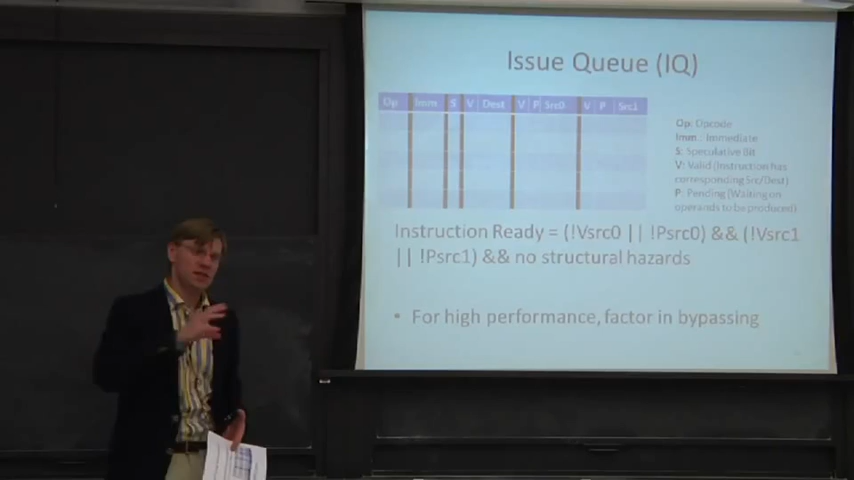 Issue Queue (IQ)
Op Imm S V Dest V P Src0 V P Src1
Op: Opcode
Imm.: Immediate
S: Speculative Bit
V: Valid (Instruction has
corresponding Src/Dest)
P: Pending (Waiting on
operands to be produced)
Instruction Ready = (!Vsrc0 || !Psrc0) && (!Vsrc1
|| !Psrc1) && no structural hazards
• For high performance, factor in bypassing